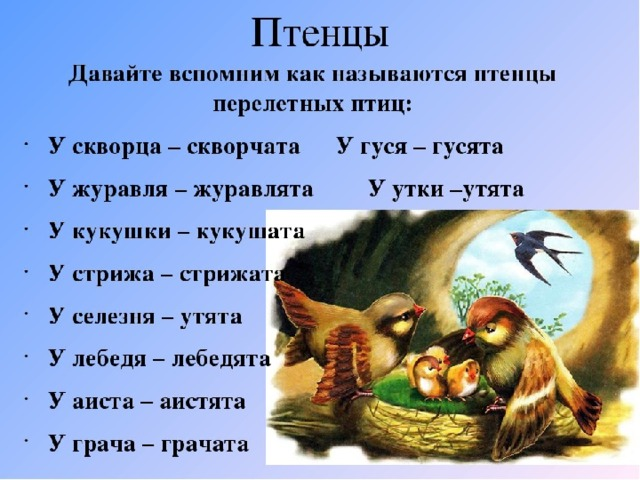 Птенцы
Давайте вспомним как называются птенцы
перелетных птиц:
У скворца – скворчата У гуся – гусята
У журавля – журавлята У утки –утята
У кукушки – кукушата
У стрижа – стрижата
У селезня – утята
У лебедя – лебедята
У аиста – аистята
У грача – грачата